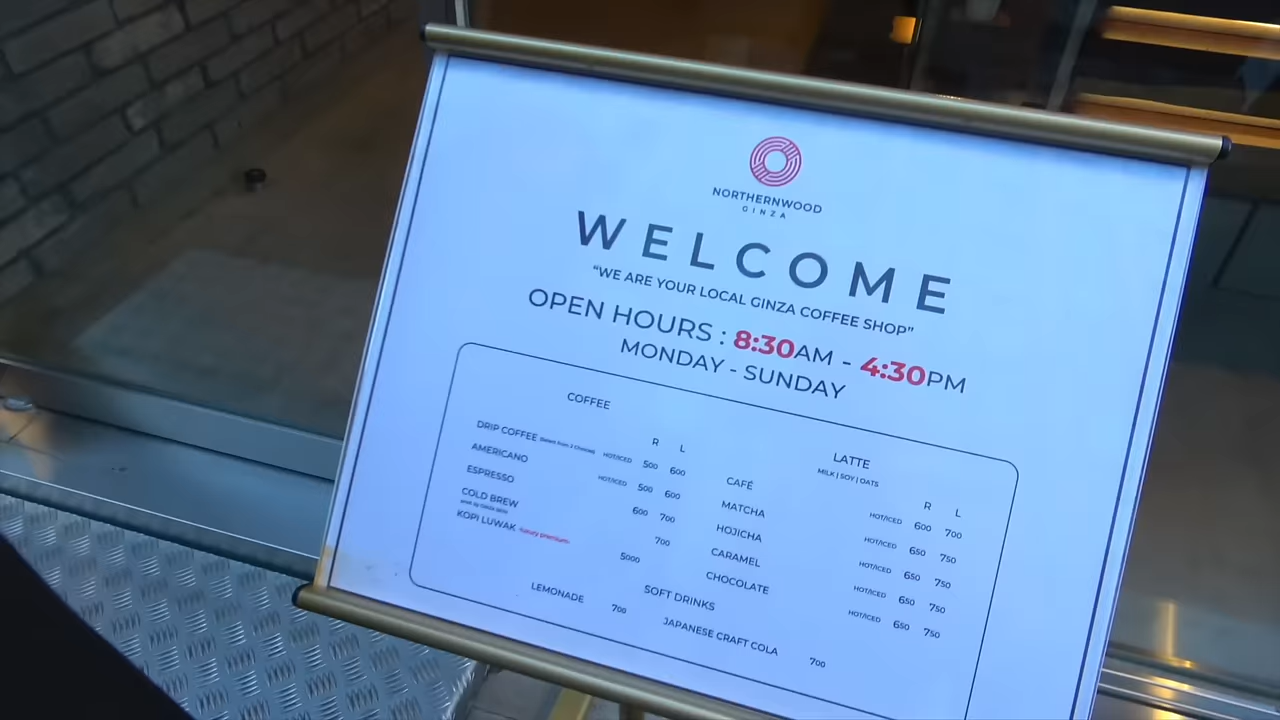 NORTHERNWOOD
GINZA
WELCOME
"WE ARE YOUR LOCAL GINZA COFFEE SHOP"
OPEN HOURS : 8:30AM - 4:30PM
MONDAY - SUNDAY
COFFEE
R L
DRIP COFFEE HOT/ICED 500 600
AMERICANO HOT/ICED 500 600
ESPRESSO 600 700
COLD BREW 700
KOPI LUWAK *luxury premium* 5000
LATTE
MILK | SOY | OATS
R L
CAFÉ HOT/ICED 600 700
MATCHA HOT/ICED 650 750
HOJICHA HOT/ICED 650 750
CARAMEL HOT/ICED 650 750
CHOCOLATE HOT/ICED 650 750
SOFT DRINKS
LEMONADE 700
JAPANESE CRAFT COLA 700